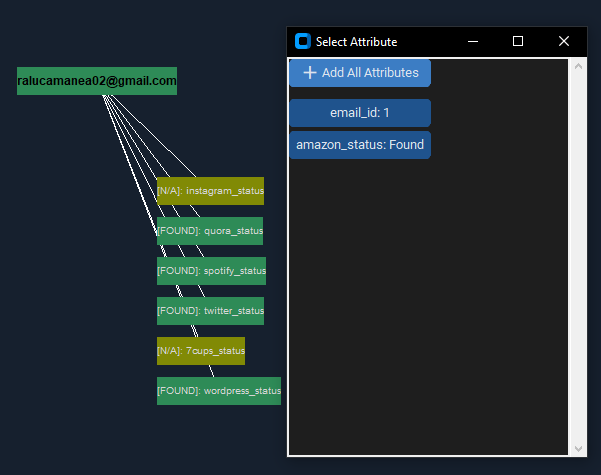 ralucamanea02@gmail.com
[N/A]: instagram_status
[FOUND]: quora_status
[FOUND]: spotify_status
[FOUND]: twitter_status
[N/A]: 7cups_status
[FOUND]: wordpress_status
Select Attribute
Add All Attributes
email_id: 1
amazon_status: Found